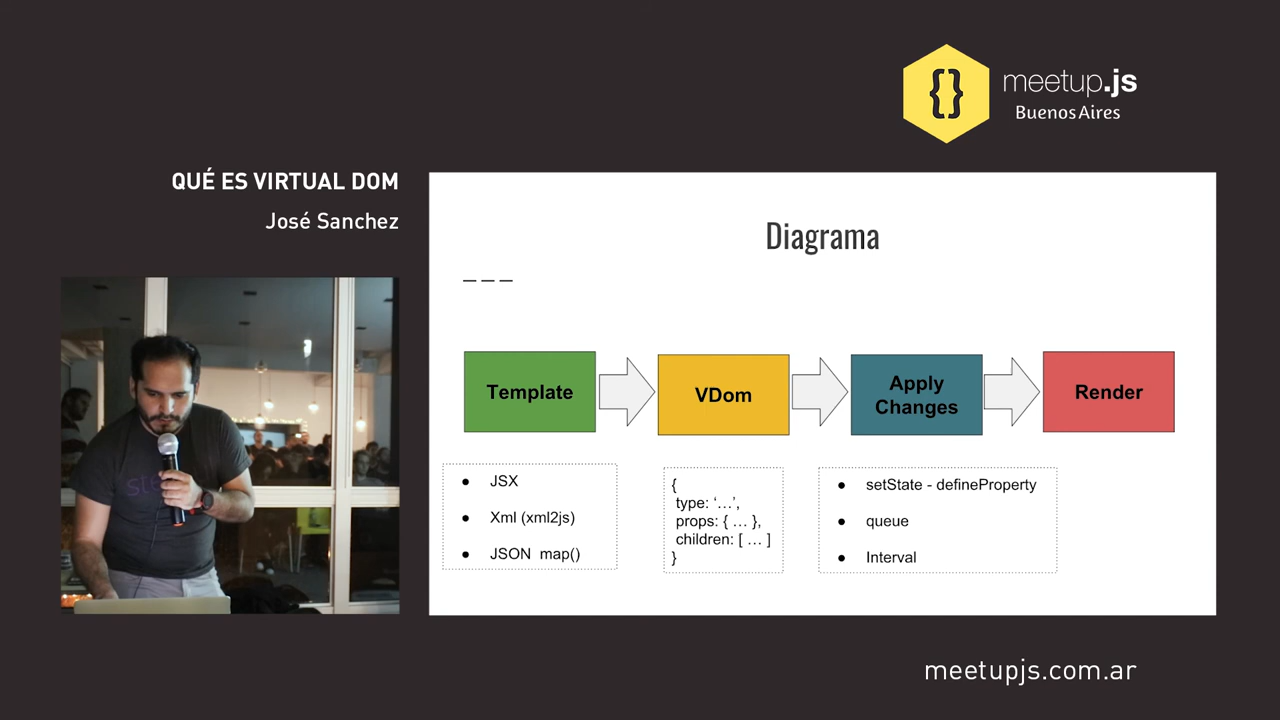 {}
meetup.js
Buenos Aires
QUÉ ES VIRTUAL DOM
José Sanchez
Diagrama
Template
VDom
Apply
Changes
Render
● JSX
● Xml (xml2js)
● JSON map()
{
type: ‘…’,
props: { … },
children: [ … ]
}
● setState - defineProperty
● queue
● Interval
meetupjs.com.ar